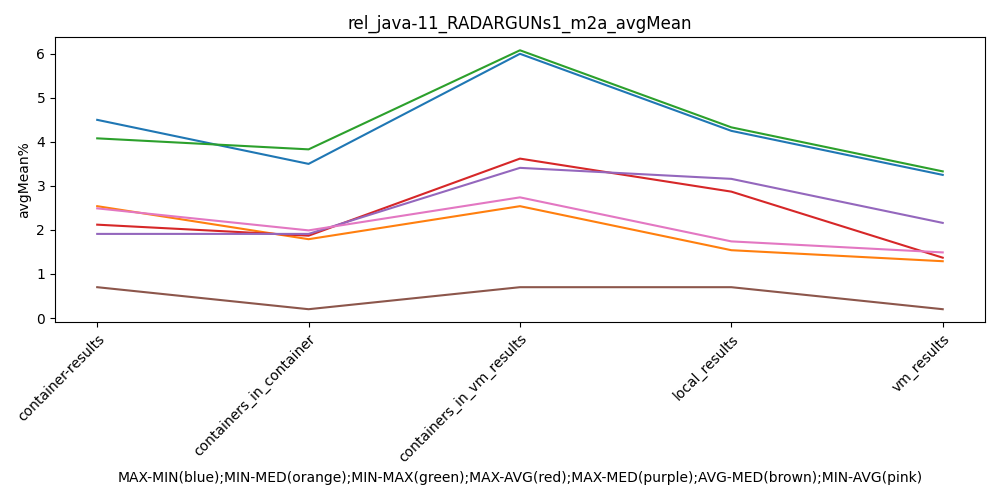 rel_java-11_RADARGUNs1_m2a_avgMean
avgMean%
6
5
4
3
2
1
0
container-results
containers_in_container
containers_in_vm_results
local_results
vm_results
MAX-MIN(blue);MIN-MED(orange);MIN-MAX(green);MAX-AVG(red);MAX-MED(purple);AVG-MED(brown);MIN-AVG(pink)